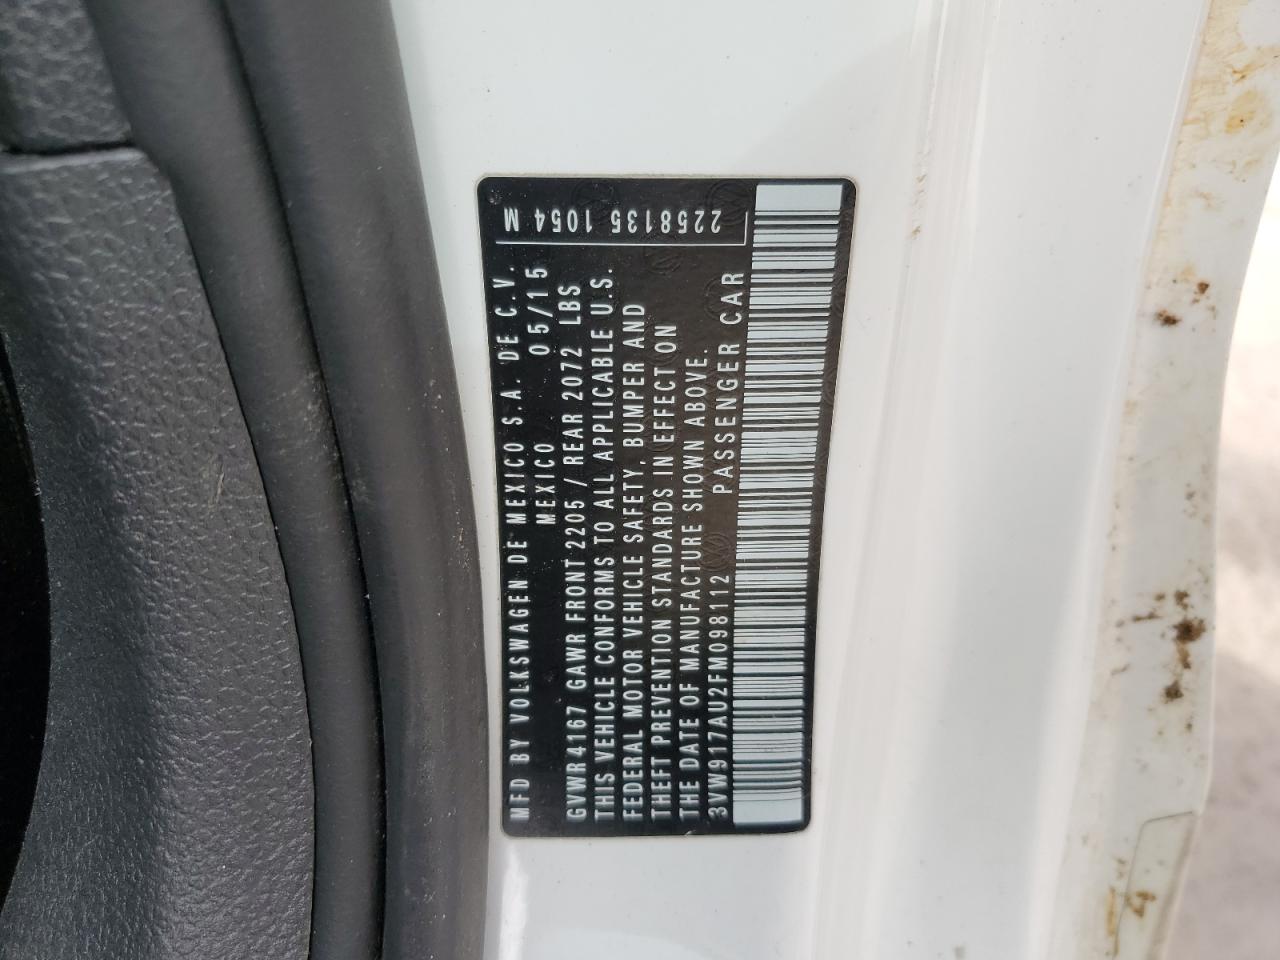 MFD BY VOLKSWAGEN DE MEXICO S.A. DE C.V.
MEXICO 05/15
GVWR 4167 GAWR FRONT 2205 / REAR 2072 LBS
THIS VEHICLE CONFORMS TO ALL APPLICABLE U.S.
FEDERAL MOTOR VEHICLE SAFETY, BUMPER AND
THEFT PREVENTION STANDARDS IN EFFECT ON
THE DATE OF MANUFACTURE SHOWN ABOVE.
3VW917AU2FM098112 PASSENGER CAR
2258135 1054 M